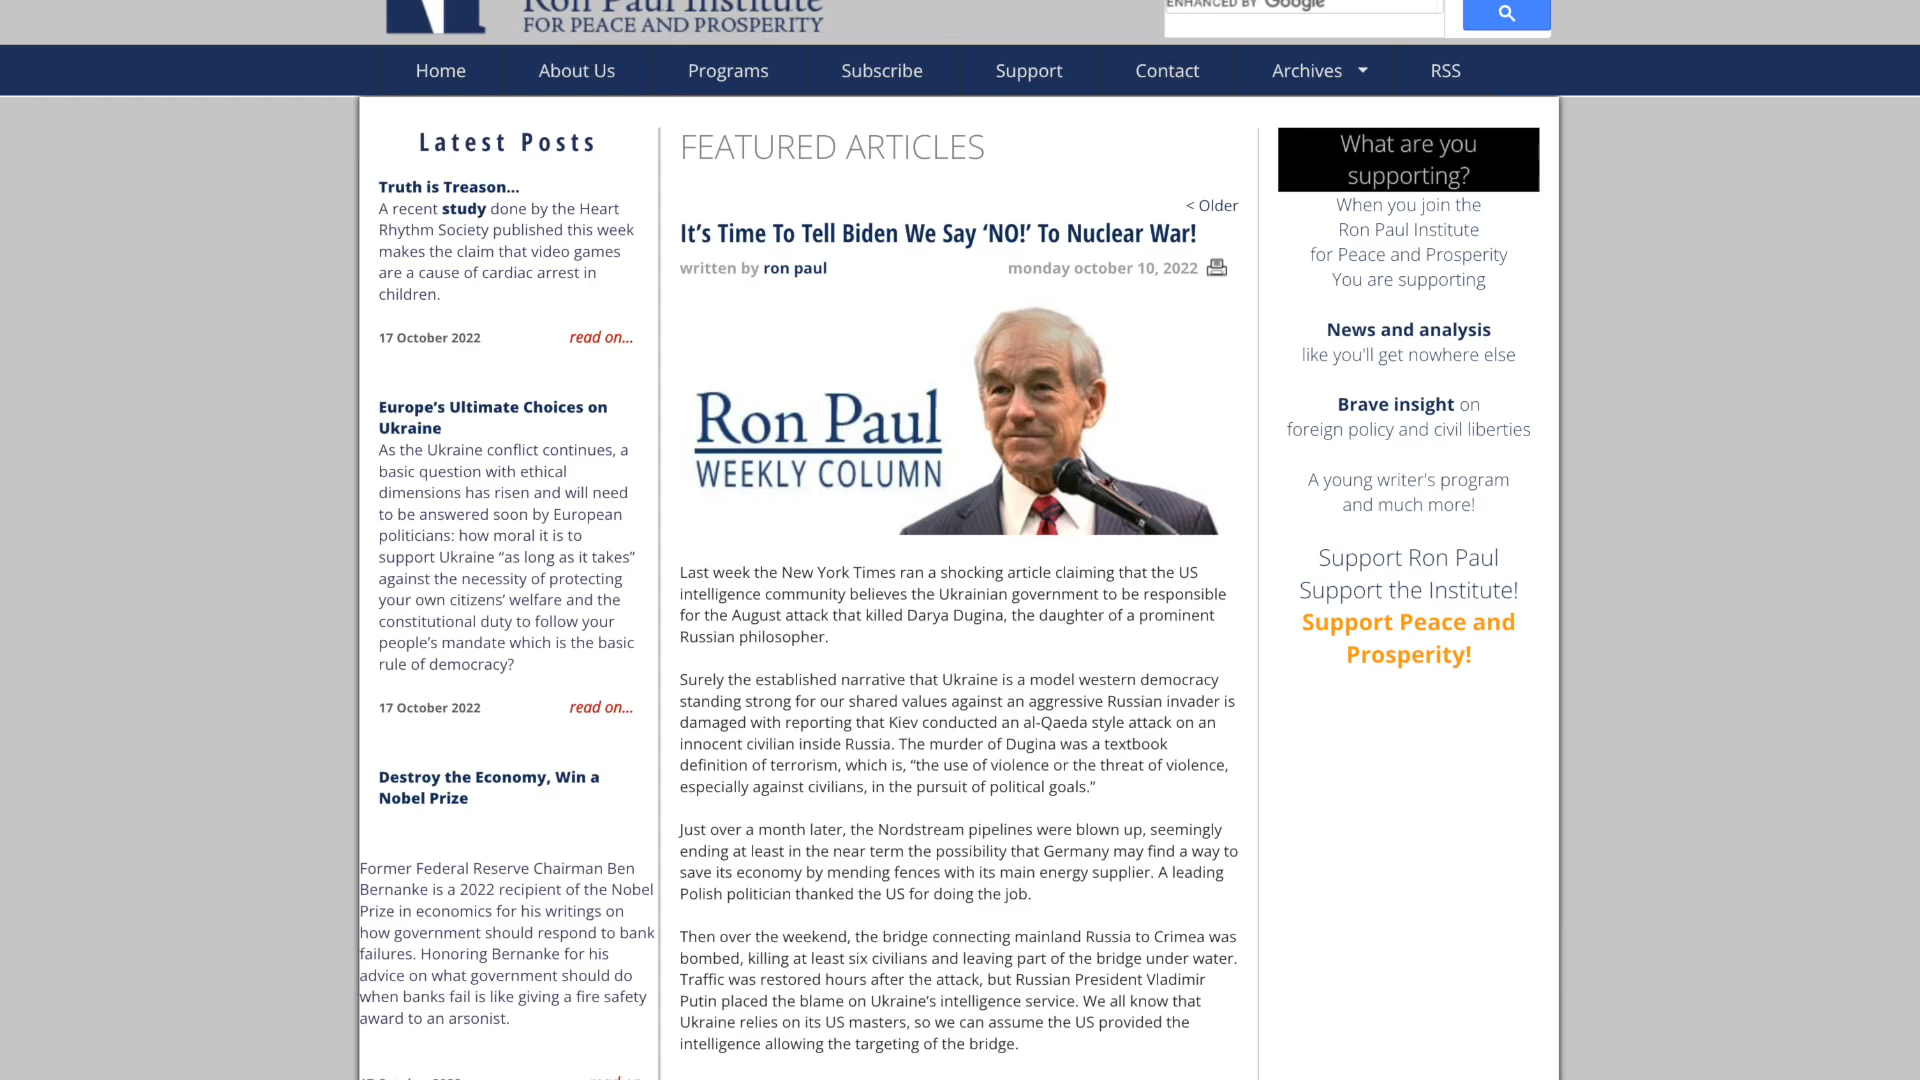 Ron Paul Institute
FOR PEACE AND PROSPERITY
ENHANCED BY Google
Home
About Us
Programs
Subscribe
Support
Contact
Archives
RSS
Latest Posts
Truth is Treason...
A recent study done by the Heart
Rhythm Society published this week
makes the claim that video games
are a cause of cardiac arrest in
children.
17 October 2022
read on...
Europe’s Ultimate Choices on
Ukraine
As the Ukraine conflict continues, a
basic question with ethical
dimensions has risen and will need
to be answered soon by European
politicians: how moral it is to
support Ukraine “as long as it takes”
against the necessity of protecting
your own citizens’ welfare and the
constitutional duty to follow your
people’s mandate which is the basic
rule of democracy?
17 October 2022
read on...
Destroy the Economy, Win a
Nobel Prize
Former Federal Reserve Chairman Ben
Bernanke is a 2022 recipient of the Nobel
Prize in economics for his writings on
how government should respond to bank
failures. Honoring Bernanke for his
advice on what government should do
when banks fail is like giving a fire safety
award to an arsonist.
FEATURED ARTICLES
< Older
It’s Time To Tell Biden We Say ‘NO!’ To Nuclear War!
written by ron paul
monday october 10, 2022
Ron Paul
WEEKLY COLUMN
Last week the New York Times ran a shocking article claiming that the US
intelligence community believes the Ukrainian government to be responsible
for the August attack that killed Darya Dugina, the daughter of a prominent
Russian philosopher.
Surely the established narrative that Ukraine is a model western democracy
standing strong for our shared values against an aggressive Russian invader is
damaged with reporting that Kiev conducted an al-Qaeda style attack on an
innocent civilian inside Russia. The murder of Dugina was a textbook
definition of terrorism, which is, “the use of violence or the threat of violence,
especially against civilians, in the pursuit of political goals.”
Just over a month later, the Nordstream pipelines were blown up, seemingly
ending at least in the near term the possibility that Germany may find a way to
save its economy by mending fences with its main energy supplier. A leading
Polish politician thanked the US for doing the job.
Then over the weekend, the bridge connecting mainland Russia to Crimea was
bombed, killing at least six civilians and leaving part of the bridge under water.
Traffic was restored hours after the attack, but Russian President Vladimir
Putin placed the blame on Ukraine’s intelligence service. We all know that
Ukraine relies on its US masters, so we can assume the US provided the
intelligence allowing the targeting of the bridge.
What are you
supporting?
When you join the
Ron Paul Institute
for Peace and Prosperity
You are supporting
News and analysis
like you'll get nowhere else
Brave insight on
foreign policy and civil liberties
A young writer's program
and much more!
Support Ron Paul
Support the Institute!
Support Peace and
Prosperity!